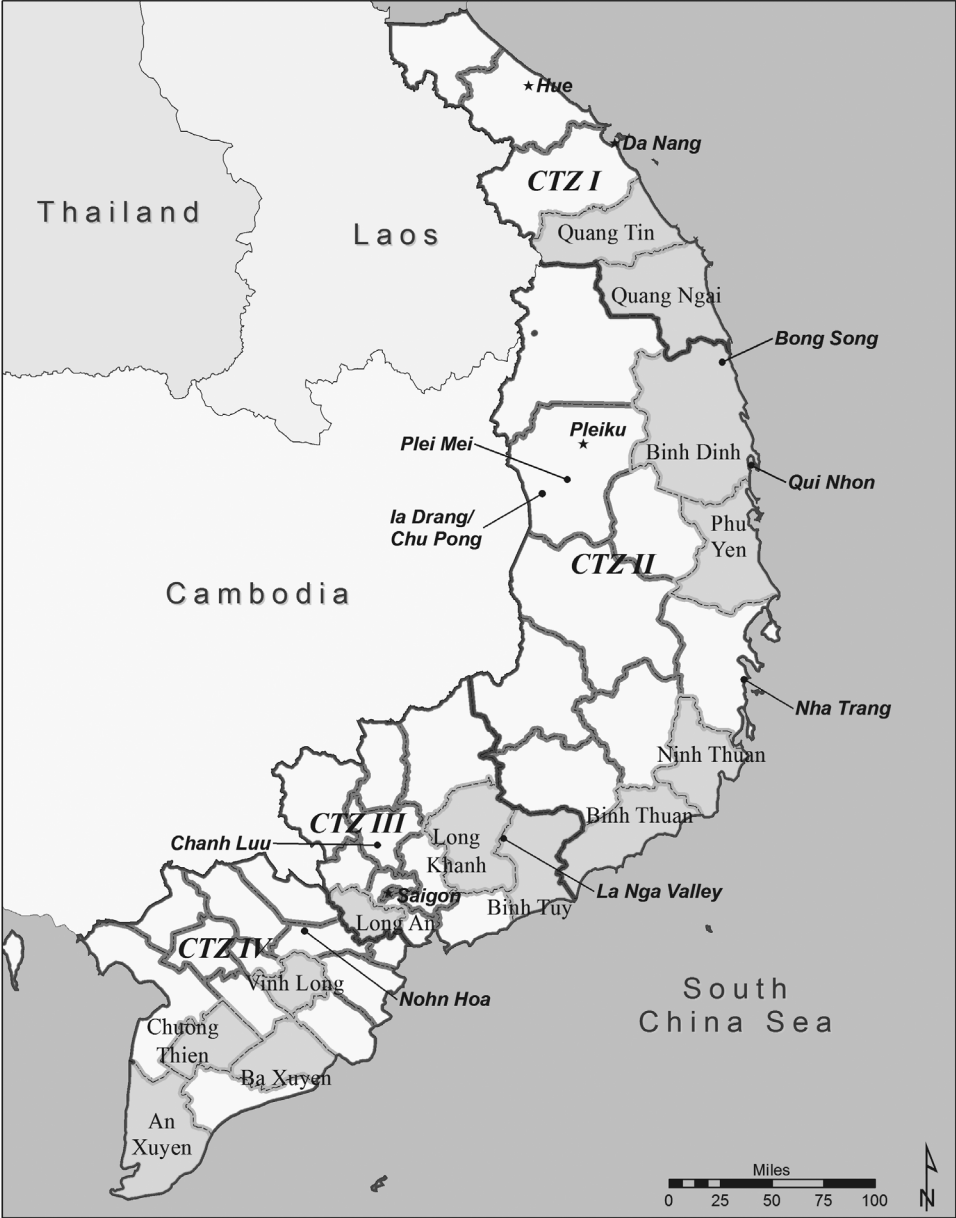 Hue
Da Nang
CTZ I
Thailand
Laos
Quang Tin
Quang Ngai
Bong Song
Pleiku
Plei Mei
Binh Dinh
Qui Nhon
Ia Drang/
Chu Pong
Phu
Yen
CTZ II
Cambodia
Nha Trang
Ninh Thuan
Binh Thuan
CTZ III
Long
Khanh
Chanh Luu
La Nga Valley
Saigon
Binh Tuy
Long An
CTZ IV
Vinh Long
Nohn Hoa
South
China Sea
Chuong
Thien
Ba Xuyen
An
Xuyen
Miles
0 25 50 75 100
N